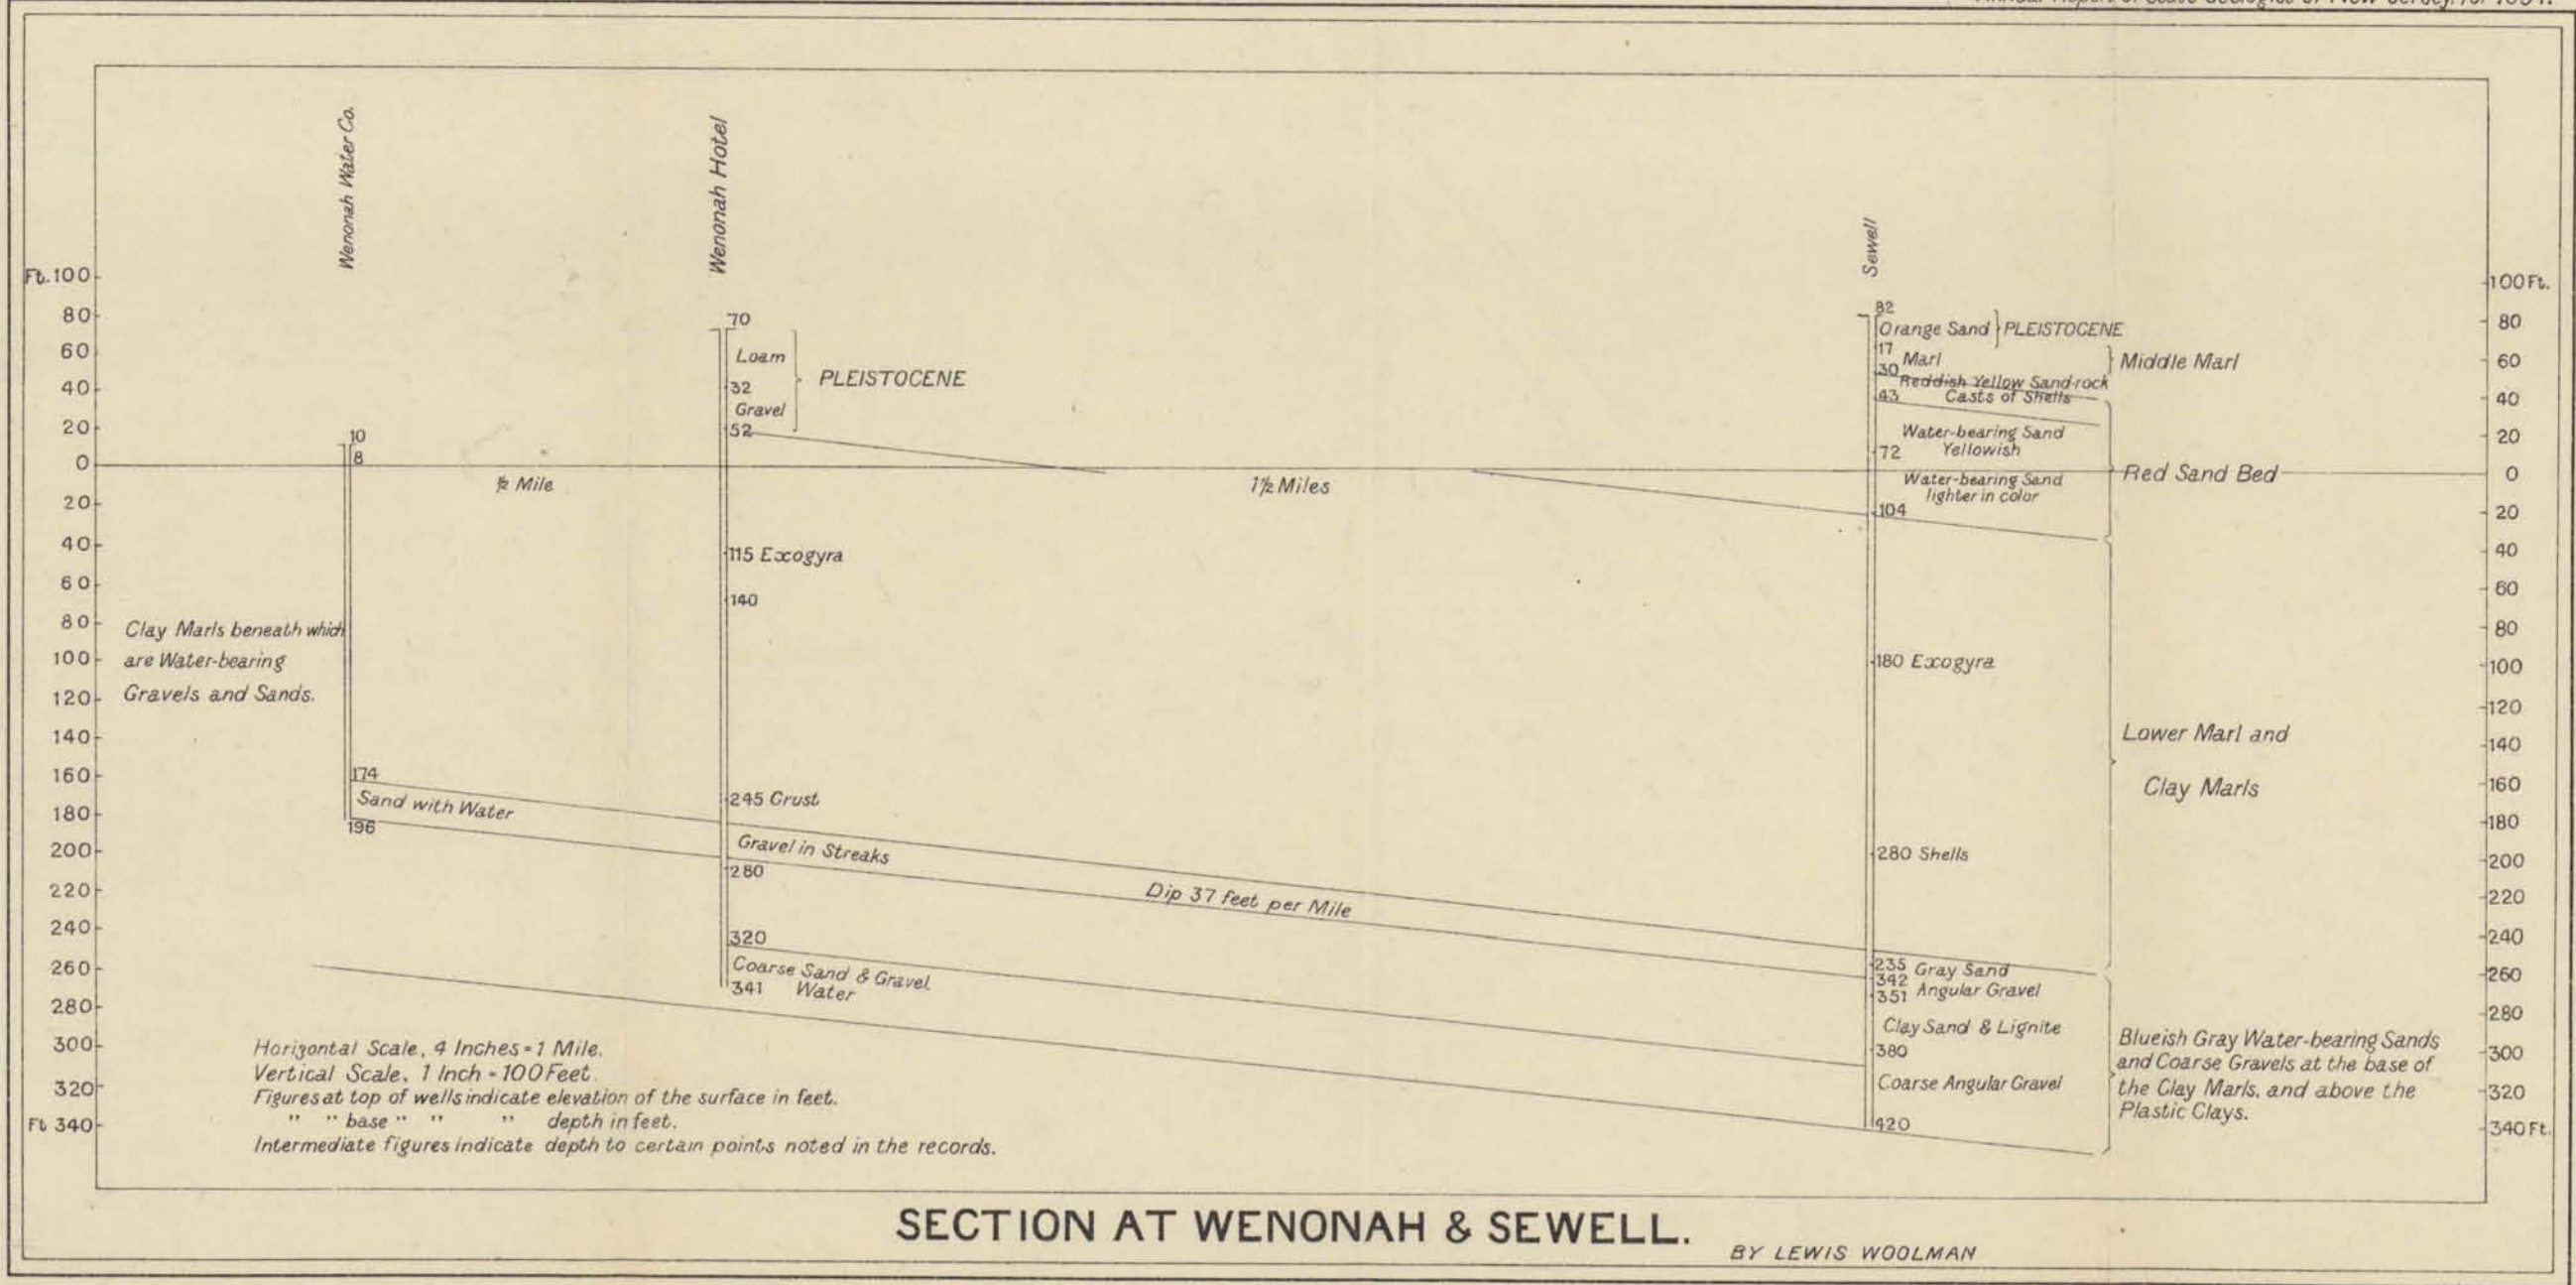 Annual Report of State Geologist of New Jersey, for 1894.
Wenonah Water Co.
Wenonah Hotel
Sewell
Ft. 100
80
60
40
20
0
20
40
60
80
100
120
140
160
180
200
220
240
260
280
300
320
Ft 340
10
8
½ Mile
Clay Marls beneath which
are Water-bearing
Gravels and Sands.
174
Sand with Water
196
70
Loam
32
Gravel
52
PLEISTOCENE
115 Exogyra
140
245 Crust
Gravel in Streaks
280
320
Coarse Sand & Gravel.
341 Water
1½ Miles
Dip 37 feet per Mile
82
Orange Sand PLEISTOCENE
17
Marl
Middle Marl
30
Reddish Yellow Sand-rock
43 Casts of Shells
Water-bearing Sand
72 Yellowish
Water-bearing Sand
lighter in color
104
Red Sand Bed
180 Exogyra
Lower Marl and
Clay Marls
280 Shells
235 Gray Sand
342
351 Angular Gravel
Clay Sand & Lignite
380
Coarse Angular Gravel
420
Blueish Gray Water-bearing Sands
and Coarse Gravels at the base of
the Clay Marls, and above the
Plastic Clays.
100 Ft.
80
60
40
20
0
20
40
60
80
100
120
140
160
180
200
220
240
260
280
300
320
340 Ft.
Horizontal Scale, 4 Inches = 1 Mile.
Vertical Scale, 1 Inch = 100 Feet.
Figures at top of wells indicate elevation of the surface in feet.
" " base " " " depth in feet.
Intermediate figures indicate depth to certain points noted in the records.
SECTION AT WENONAH & SEWELL.
BY LEWIS WOOLMAN